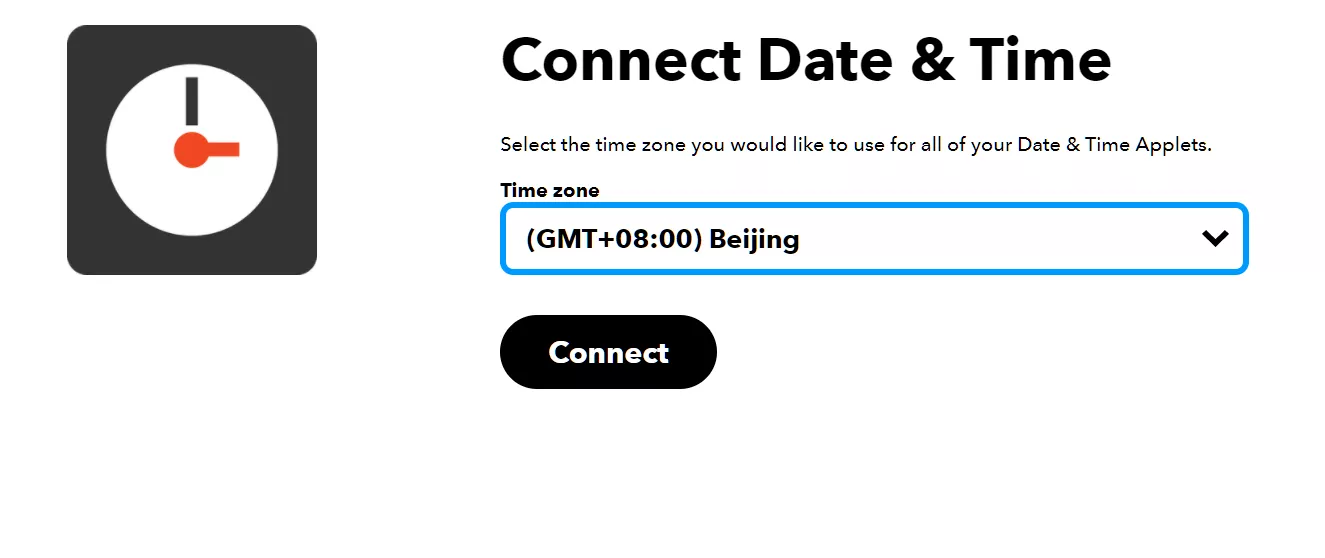 Connect Date & Time
Select the time zone you would like to use for all of your Date & Time Applets.
Time zone
(GMT+08:00) Beijing
Connect